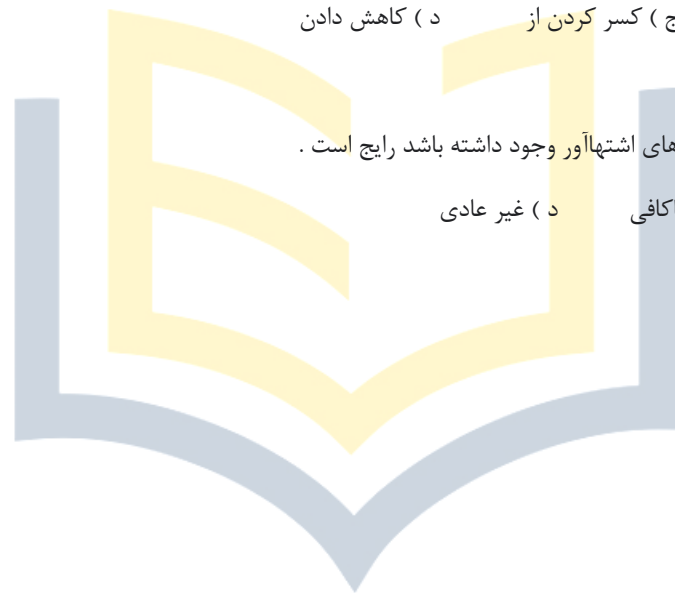 ج ) کسر کردن از د ) کاهش دادن
های اشتهاآور وجود داشته باشد رایج است .
اکافی د ) غیر عادی